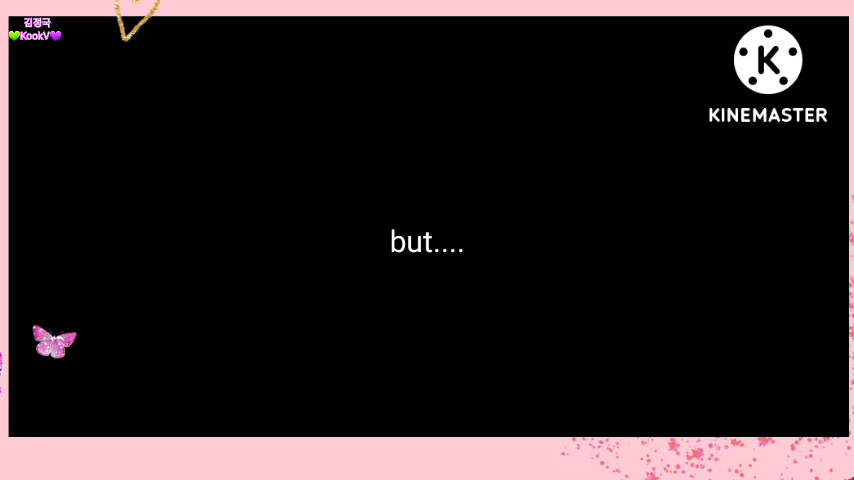 김정국
💚KookV💜
KINEMASTER
but....